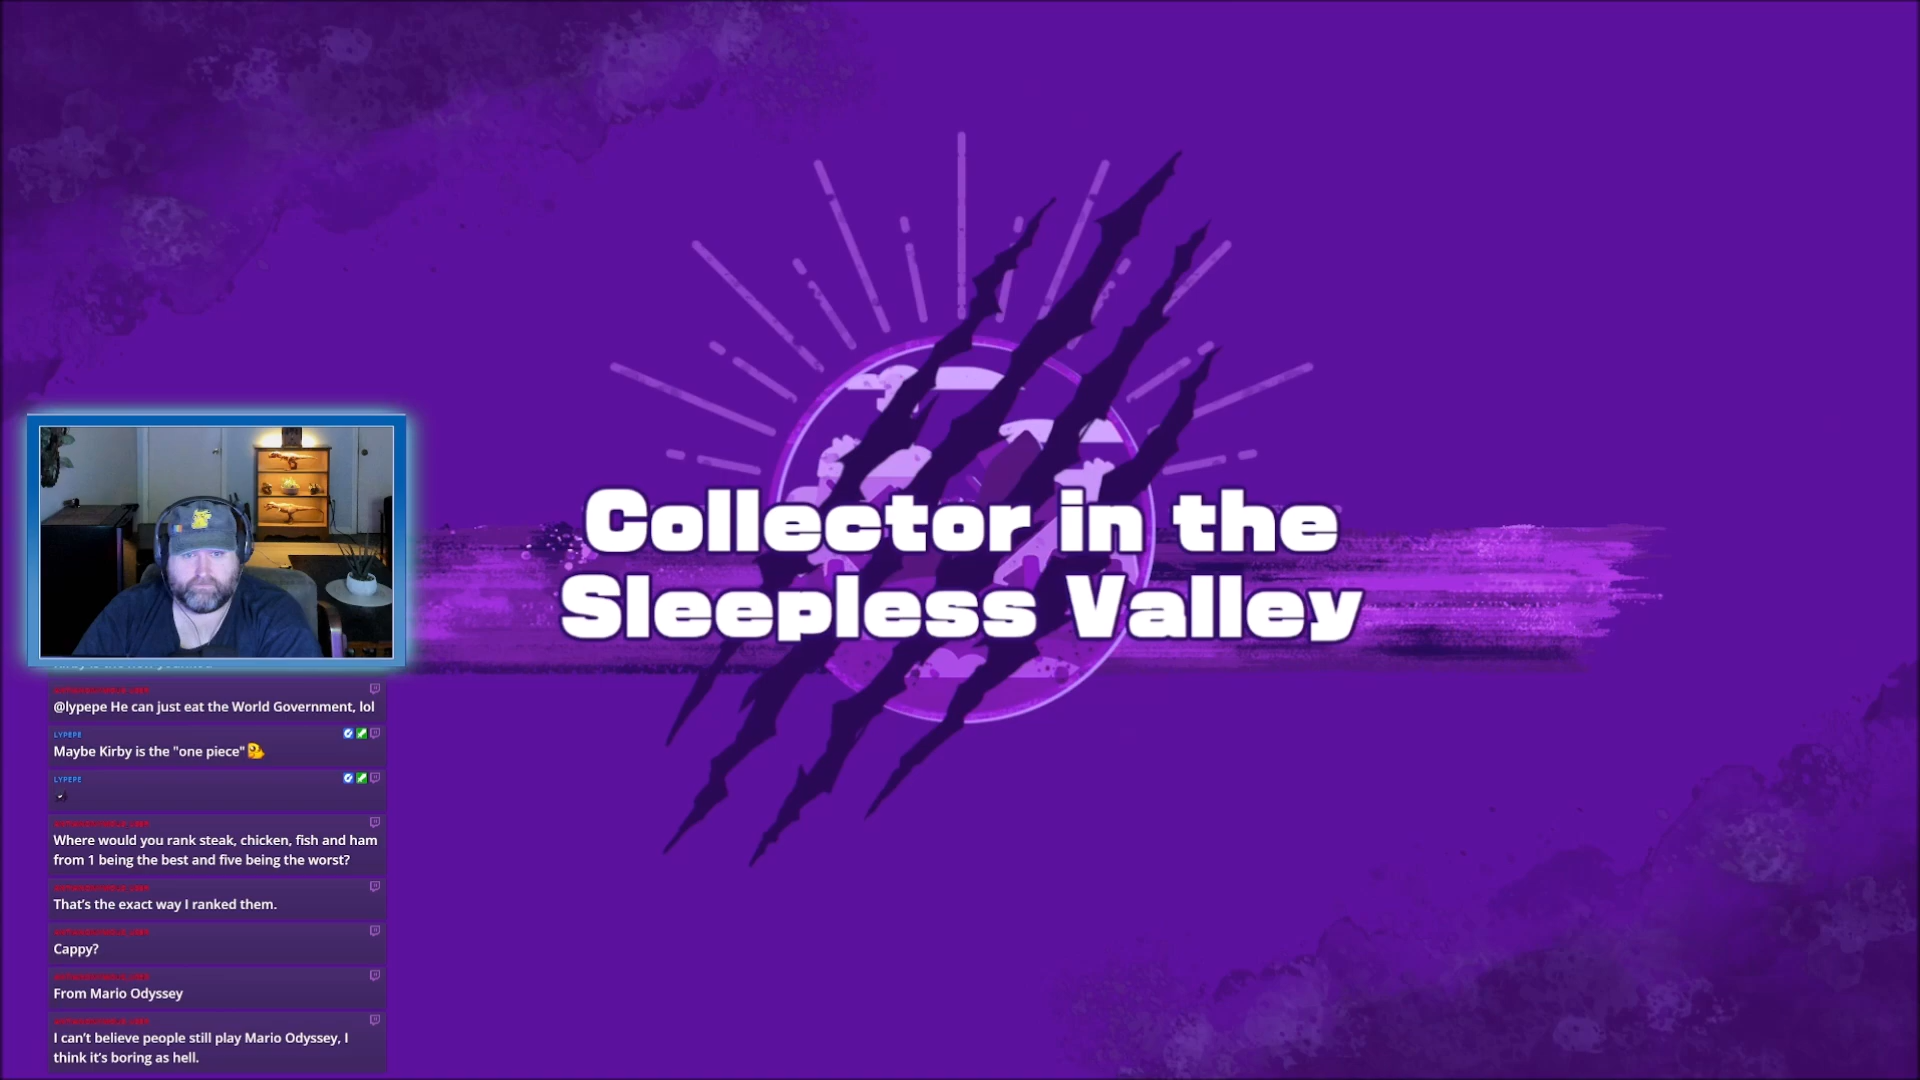 Collector in the
Sleepless Valley
@lypepe He can just eat the World Government, lol
LYPEPE
Maybe Kirby is the "one piece"
LYPEPE
Where would you rank steak, chicken, fish and ham
from 1 being the best and five being the worst?
That's the exact way I ranked them.
Cappy?
From Mario Odyssey
I can't believe people still play Mario Odyssey, I
think it's boring as hell.